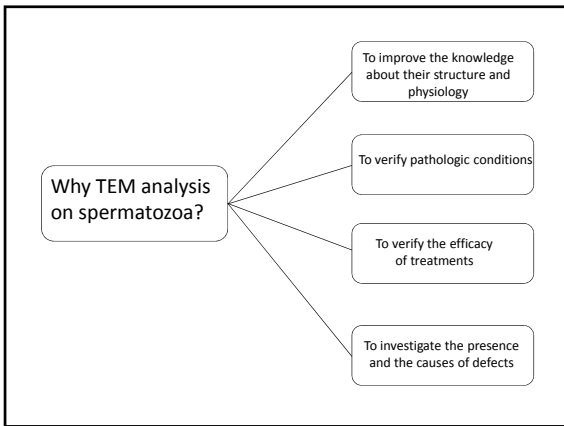 Why TEM analysis
on spermatozoa?
To improve the knowledge
about their structure and
physiology
To verify pathologic conditions
To verify the efficacy
of treatments
To investigate the presence
and the causes of defects